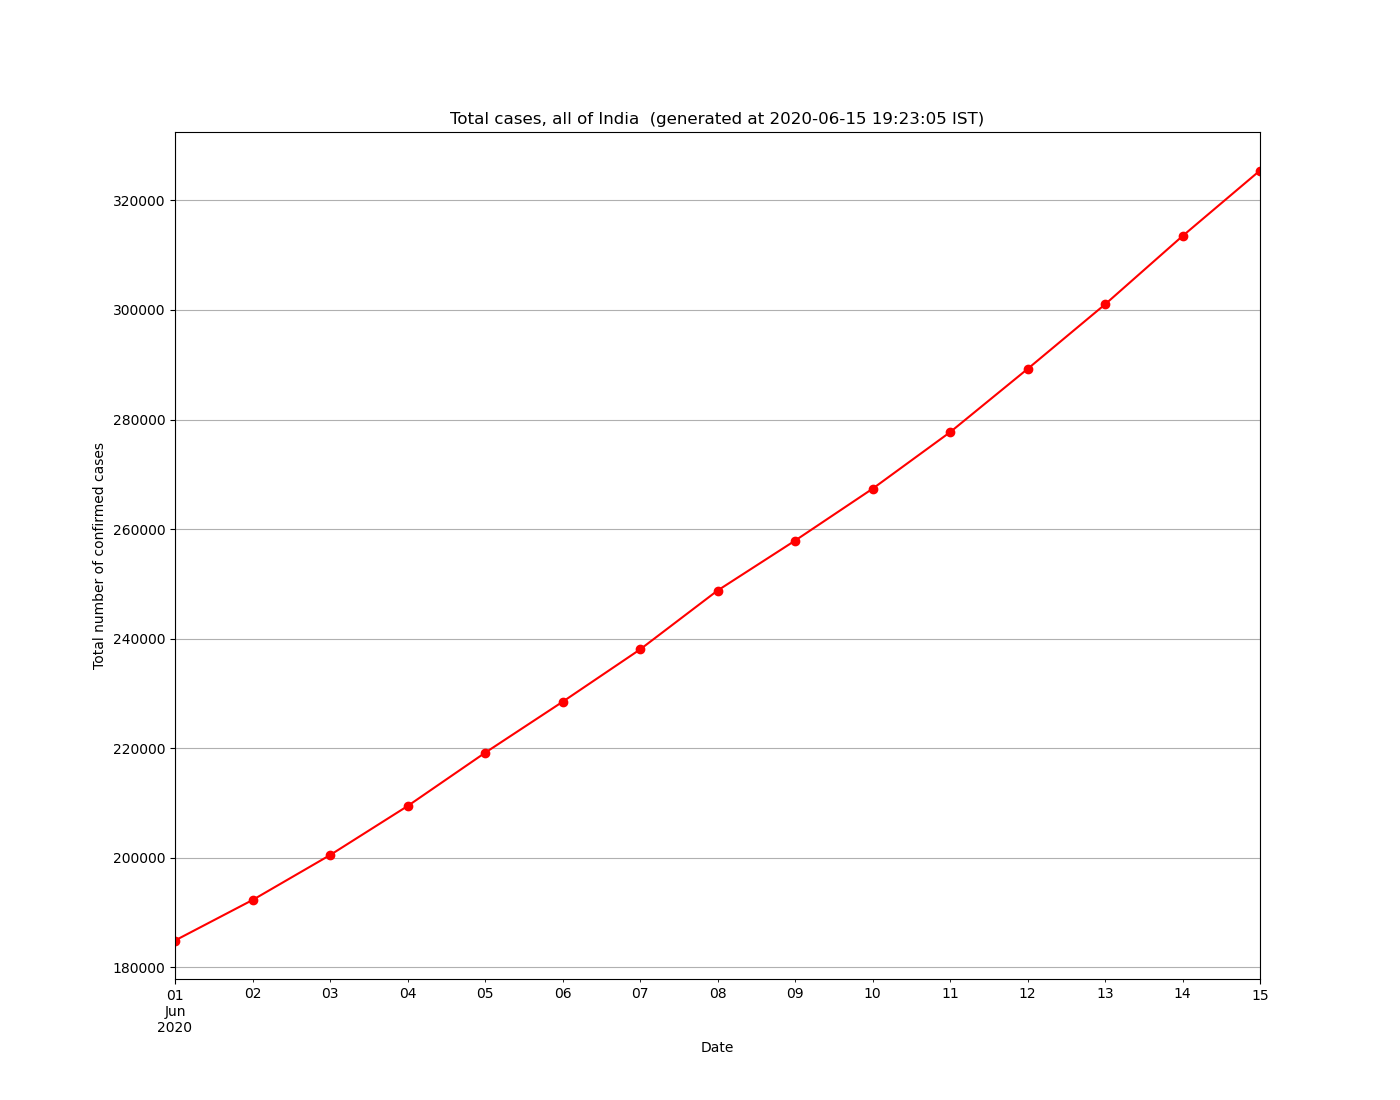 Total cases, all of India  (generated at 2020-06-15 19:23:05 IST)
Total number of confirmed cases
320000
300000
280000
260000
240000
220000
200000
180000
01 02 03 04 05 06 07 08 09 10 11 12 13 14 15
Jun
2020
Date